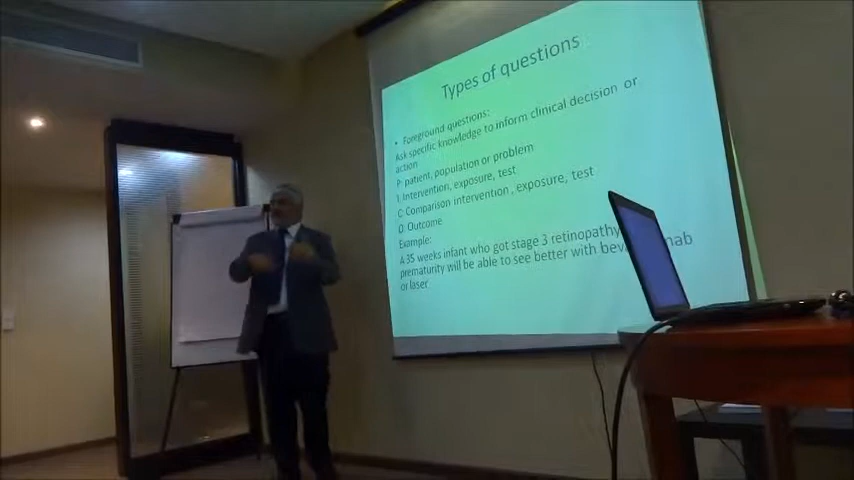 Types of questions
• Foreground questions:
Ask specific knowledge to inform clinical decision or
action
P: patient, population or problem
I: Intervention, exposure, test
C: Comparison intervention, exposure, test
O: Outcome
Example:
A 35 weeks infant who got stage 3 retinopathy
prematurity will be able to see better with
or laser